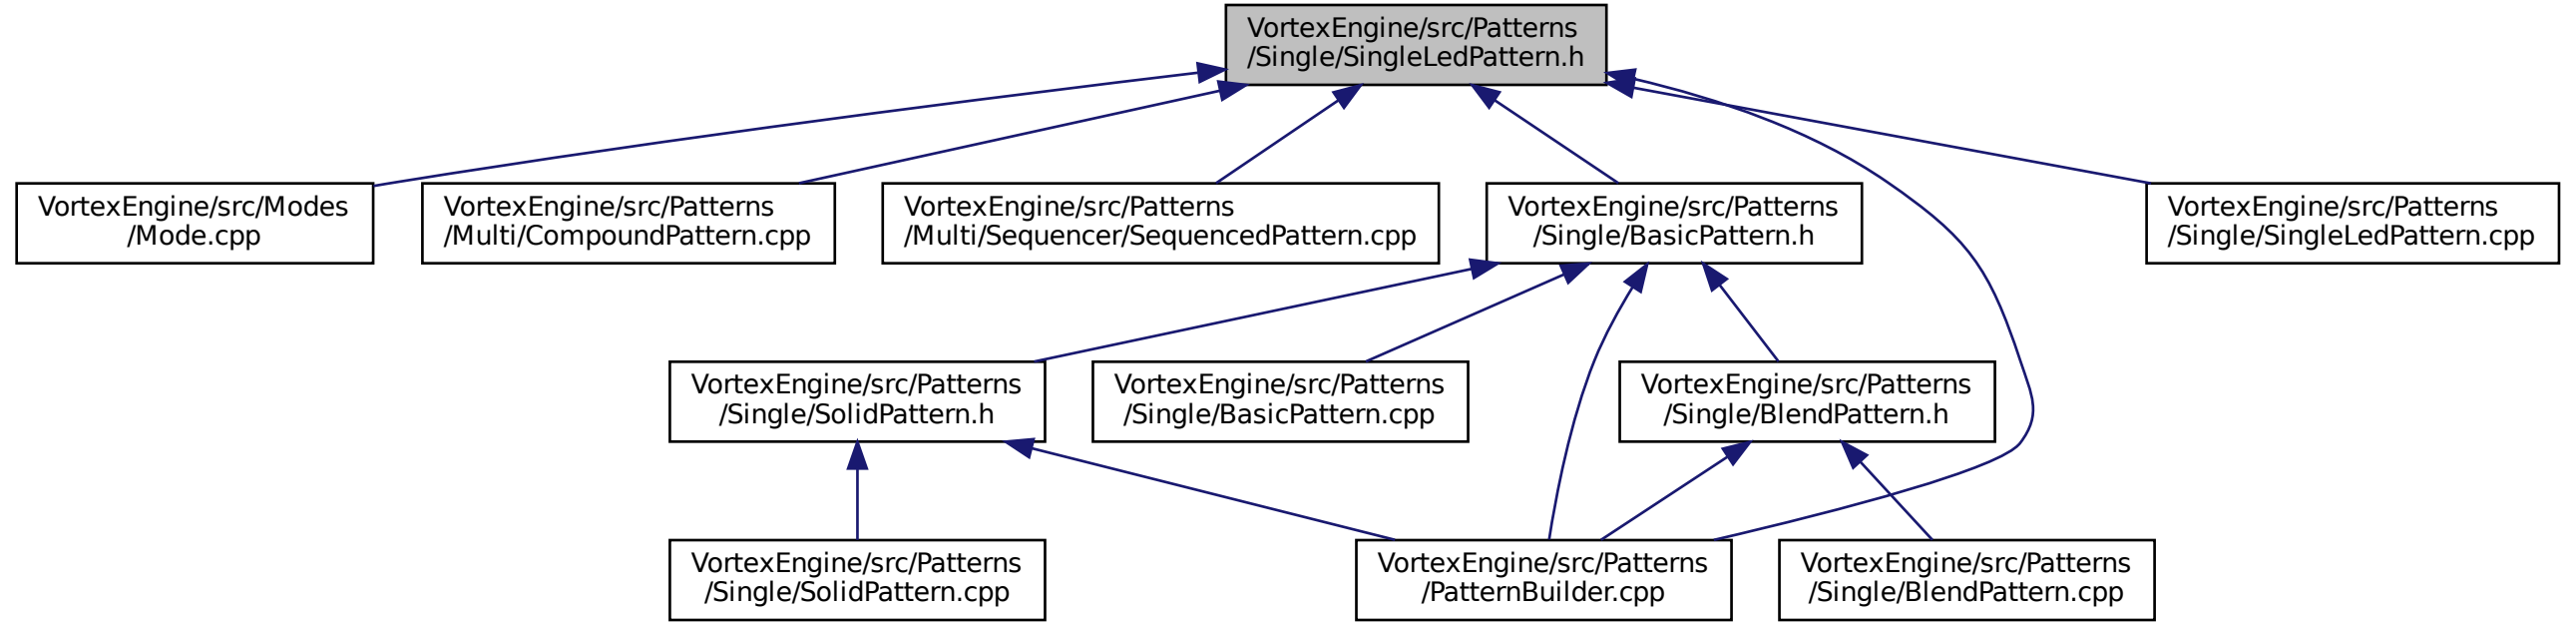 VortexEngine/src/Patterns
/Single/SingleLedPattern.h
VortexEngine/src/Modes
/Mode.cpp
VortexEngine/src/Patterns
/Multi/CompoundPattern.cpp
VortexEngine/src/Patterns
/Multi/Sequencer/SequencedPattern.cpp
VortexEngine/src/Patterns
/Single/BasicPattern.h
VortexEngine/src/Patterns
/Single/SingleLedPattern.cpp
VortexEngine/src/Patterns
/Single/SolidPattern.h
VortexEngine/src/Patterns
/Single/BasicPattern.cpp
VortexEngine/src/Patterns
/Single/BlendPattern.h
VortexEngine/src/Patterns
/Single/SolidPattern.cpp
VortexEngine/src/Patterns
/PatternBuilder.cpp
VortexEngine/src/Patterns
/Single/BlendPattern.cpp